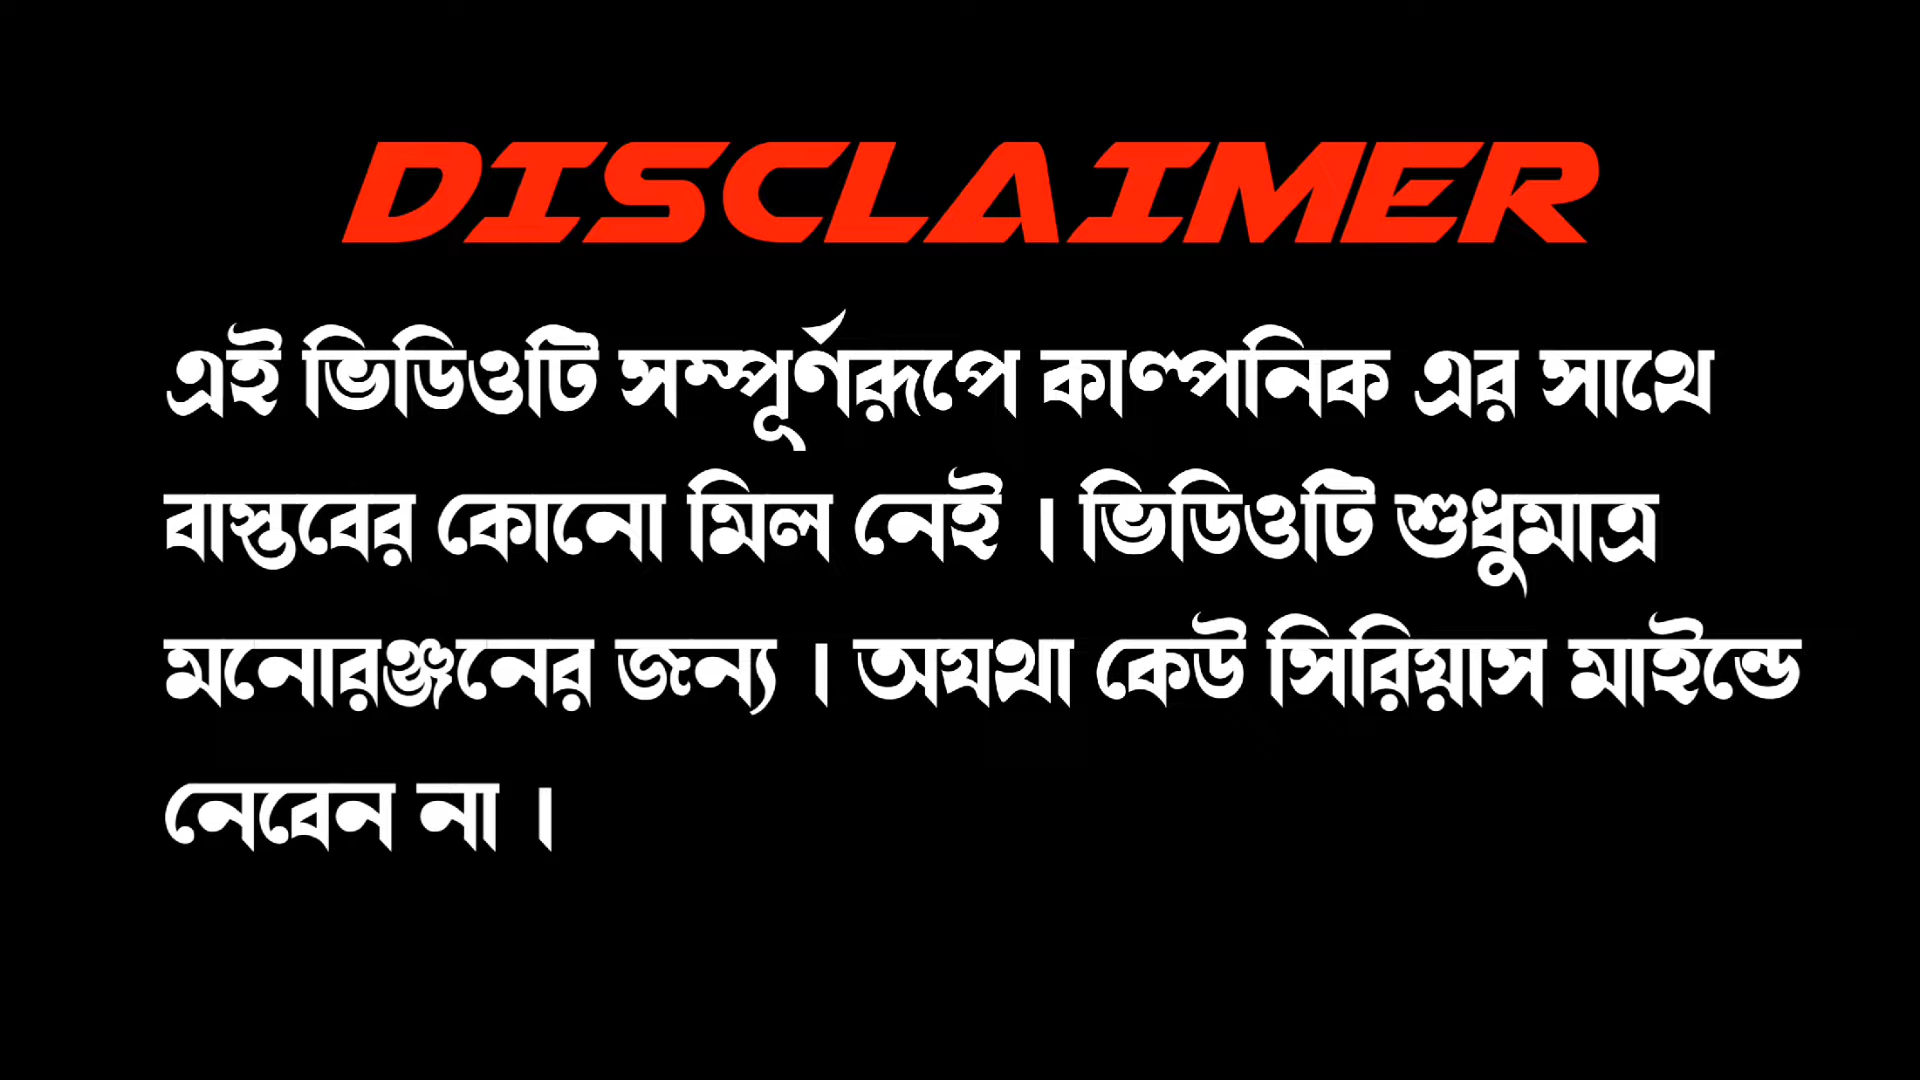 DISCLAIMER
এই ভিডিওটি সম্পূর্ণরূপে কাল্পনিক এর সাথে
বাস্তবের কোনো মিল নেই । ভিডিওটি শুধুমাত্র
মনোরঞ্জনের জন্য । অযথা কেউ সিরিয়াস মাইন্ডে
নেবেন না ।